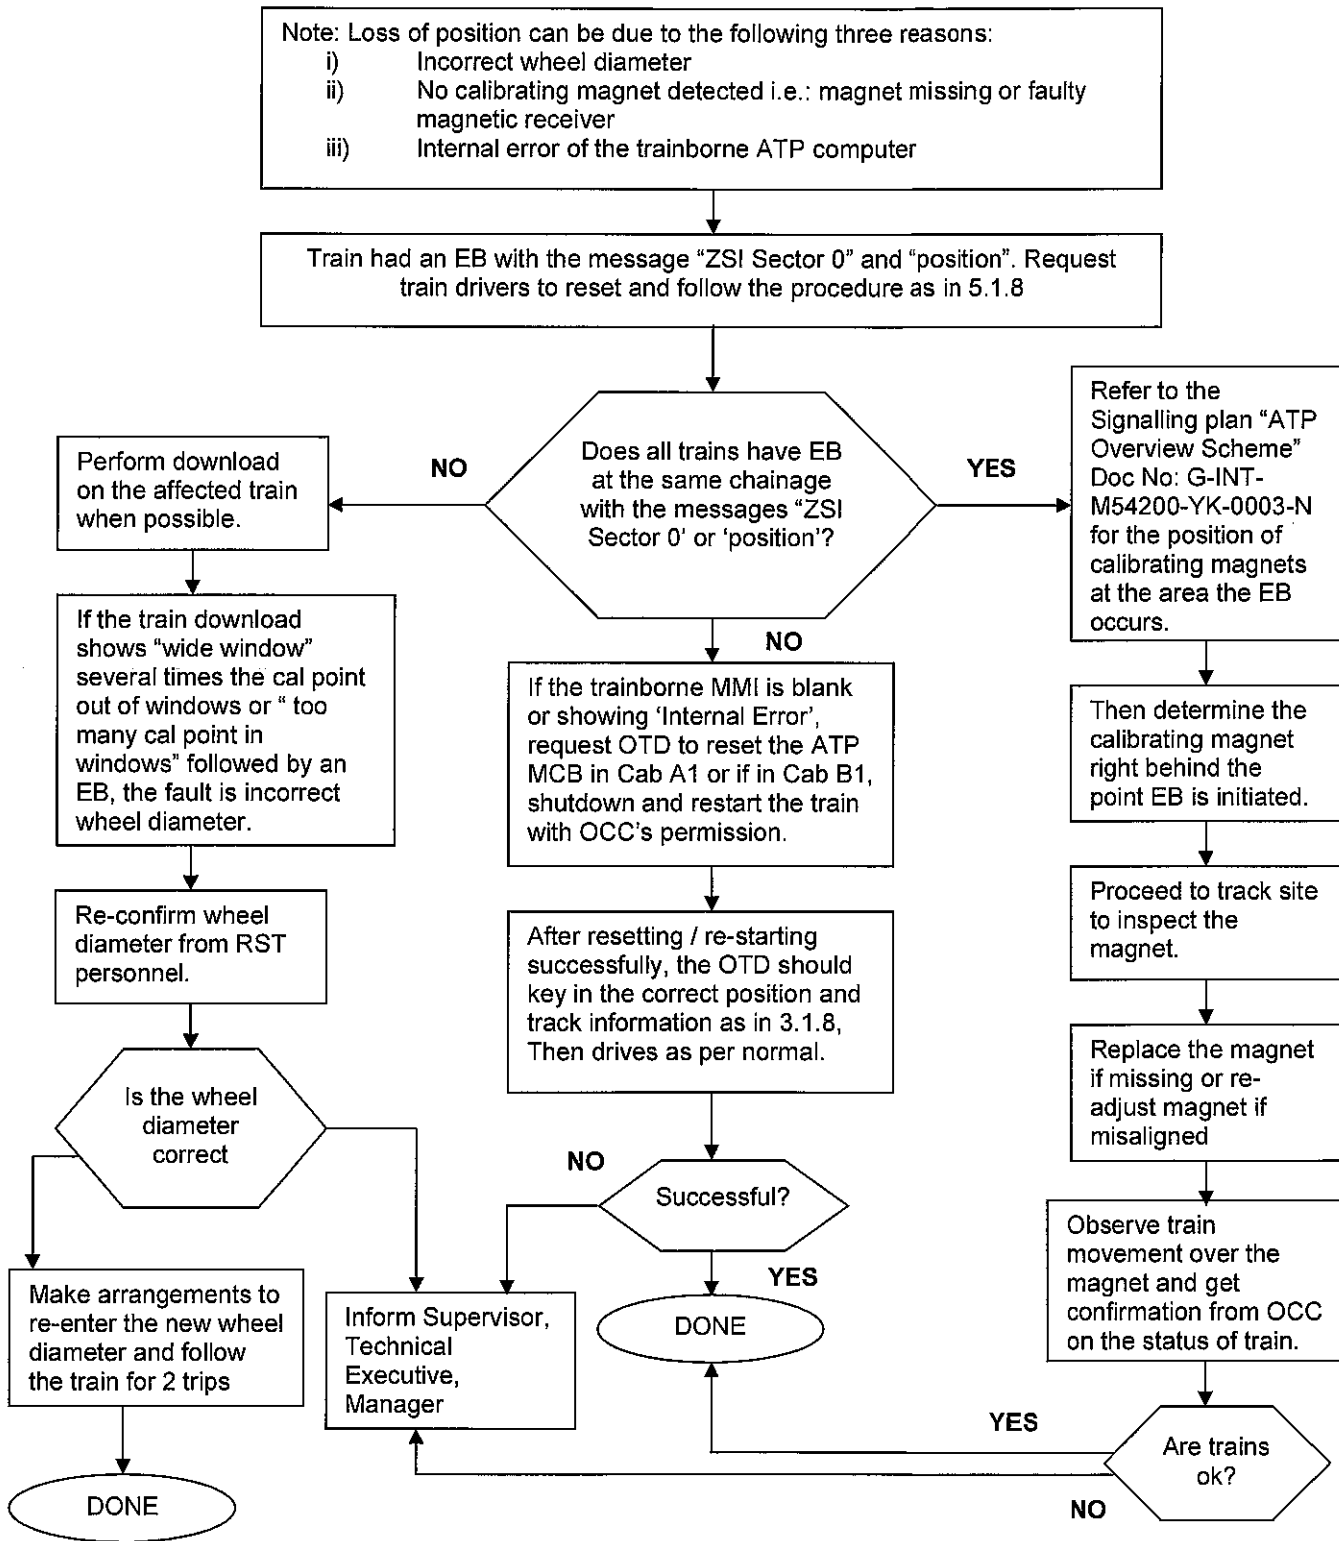 Note: Loss of position can be due to the following three reasons:
i) Incorrect wheel diameter
ii) No calibrating magnet detected i.e.: magnet missing or faulty
magnetic receiver
iii) Internal error of the trainborne ATP computer
Train had an EB with the message “ZSI Sector 0” and “position”. Request
train drivers to reset and follow the procedure as in 5.1.8
Does all trains have EB
at the same chainage
with the messages “ZSI
Sector 0’ or ‘position’?
NO
YES
NO
Perform download
on the affected train
when possible.
If the train download
shows “wide window”
several times the cal point
out of windows or “ too
many cal point in
windows” followed by an
EB, the fault is incorrect
wheel diameter.
Re-confirm wheel
diameter from RST
personnel.
Is the wheel
diameter
correct
Make arrangements to
re-enter the new wheel
diameter and follow
the train for 2 trips
DONE
If the trainborne MMI is blank
or showing ‘Internal Error’,
request OTD to reset the ATP
MCB in Cab A1 or if in Cab B1,
shutdown and restart the train
with OCC’s permission.
After resetting / re-starting
successfully, the OTD should
key in the correct position and
track information as in 3.1.8,
Then drives as per normal.
NO
Successful?
YES
Inform Supervisor,
Technical
Executive,
Manager
DONE
Refer to the
Signalling plan “ATP
Overview Scheme”
Doc No: G-INT-
M54200-YK-0003-N
for the position of
calibrating magnets
at the area the EB
occurs.
Then determine the
calibrating magnet
right behind the
point EB is initiated.
Proceed to track site
to inspect the
magnet.
Replace the magnet
if missing or re-
adjust magnet if
misaligned
Observe train
movement over the
magnet and get
confirmation from OCC
on the status of train.
YES
Are trains
ok?
NO